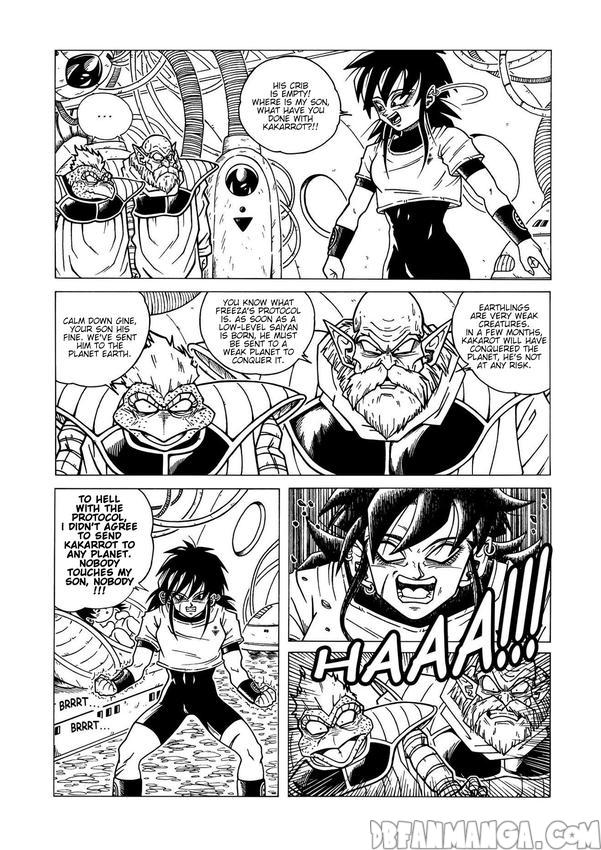 HIS CRIB
IS EMPTY!
WHERE IS MY SON,
WHAT HAVE YOU
DONE WITH
KAKARROT?!!
...
CALM DOWN GINE,
YOUR SON HIS
FINE. WE'VE SENT
HIM TO THE
PLANET EARTH.
YOU KNOW WHAT
FREEZA'S PROTOCOL
IS. AS SOON AS A
LOW-LEVEL SAIYAN
IS BORN, HE MUST
BE SENT TO A
WEAK PLANET TO
CONQUER IT.
EARTHLINGS
ARE VERY WEAK
CREATURES.
IN A FEW MONTHS,
KAKAROT WILL HAVE
CONQUERED THE
PLANET, HE'S NOT
AT ANY RISK.
TO HELL
WITH THE
PROTOCOL,
I DIDN'T AGREE
TO SEND
KAKARROT TO
ANY PLANET.
NOBODY
TOUCHES MY
SON, NOBODY
!!!
BRRRT...
BRRRT...
HAAA!!!...
DBFANMANGA.COM